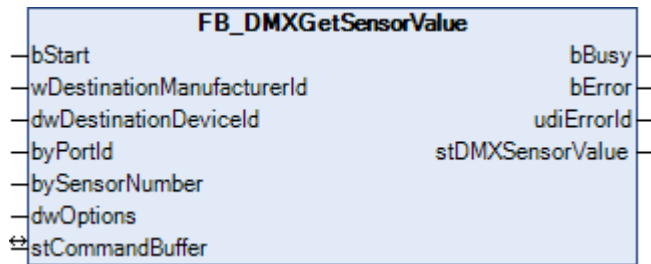 FB_DMXGetSensorValue
bStart bBusy
wDestinationManufacturerId bError
dwDestinationDeviceId udiErrorId
byPortId stDMXSensorValue
bySensorNumber
dwOptions
stCommandBuffer